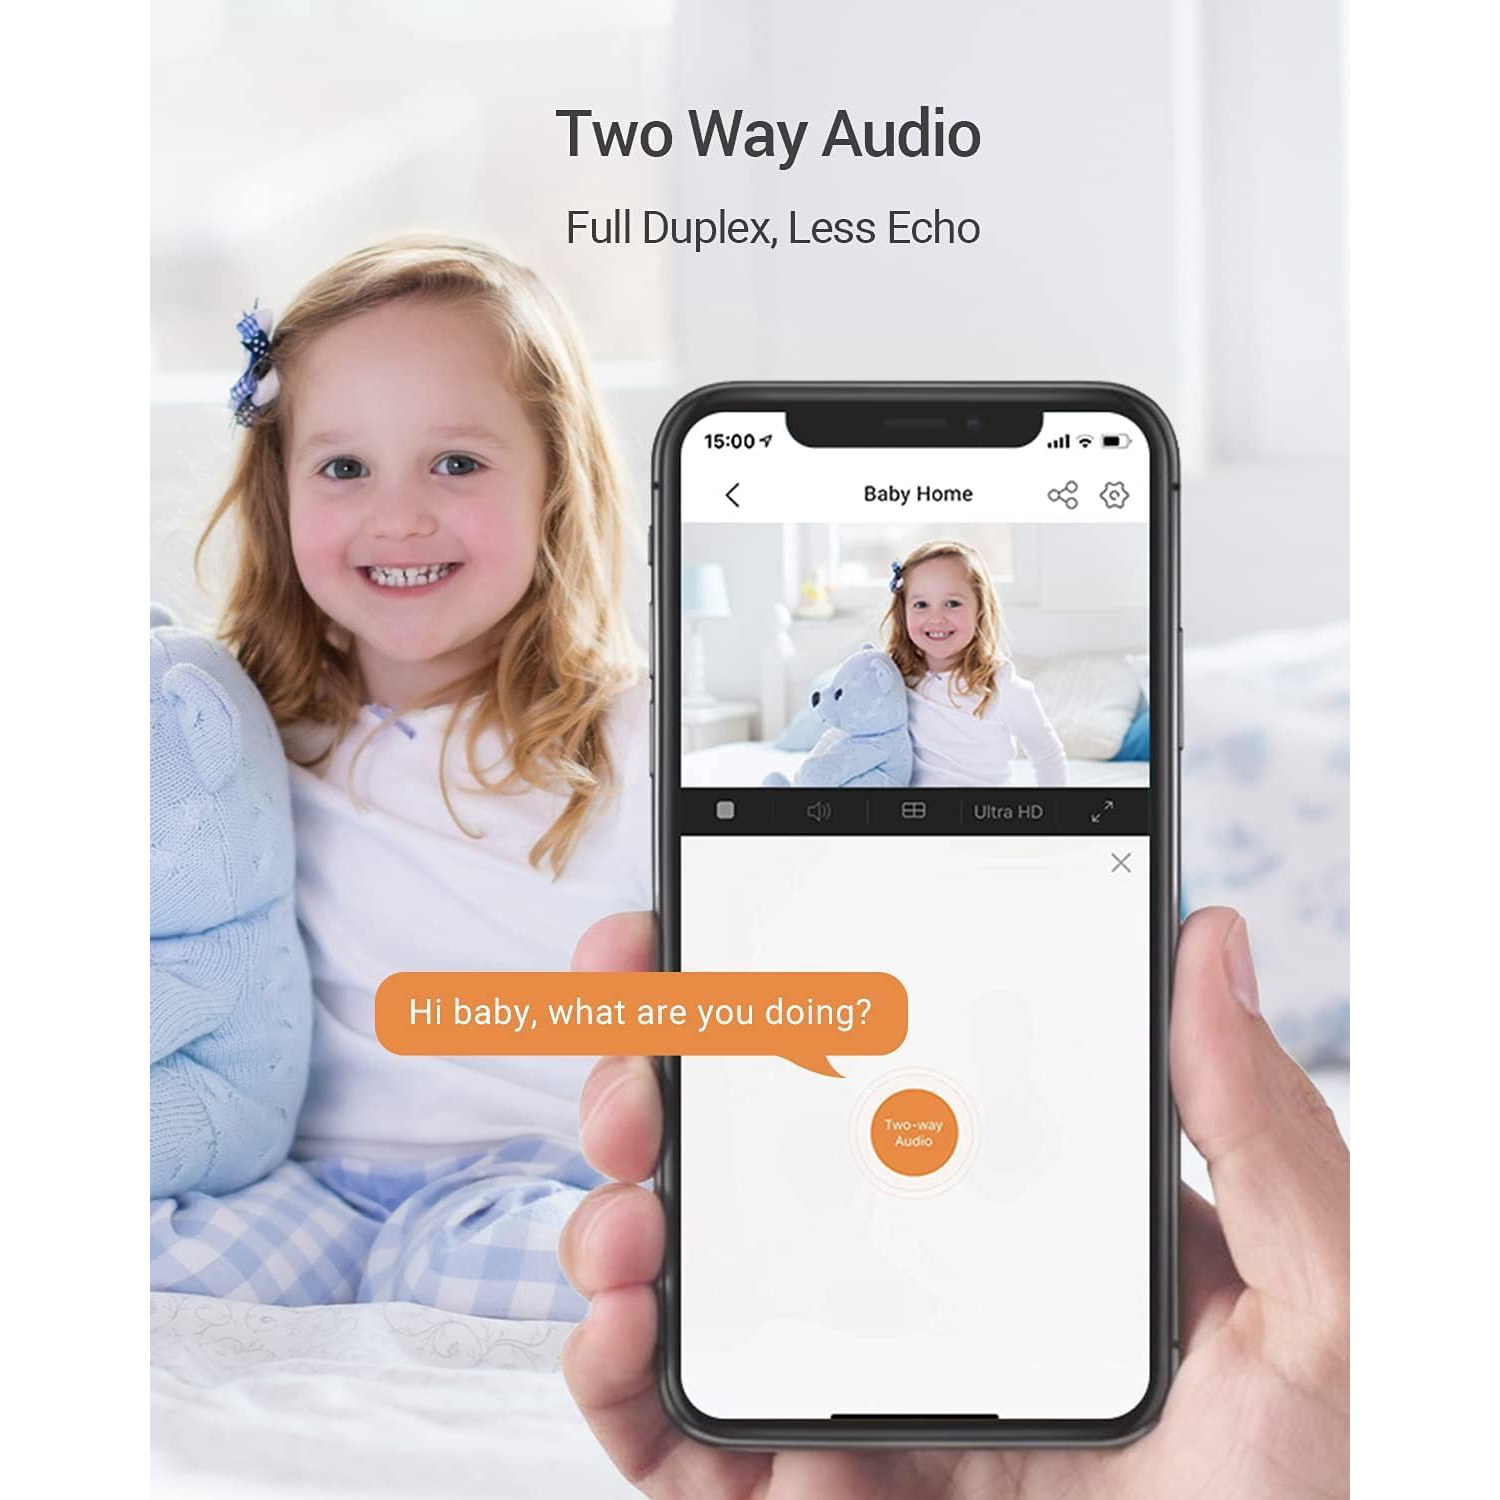 Two Way Audio
Full Duplex, Less Echo
15:00
Baby Home
Ultra HD
Hi baby, what are you doing?
Two-way
Audio